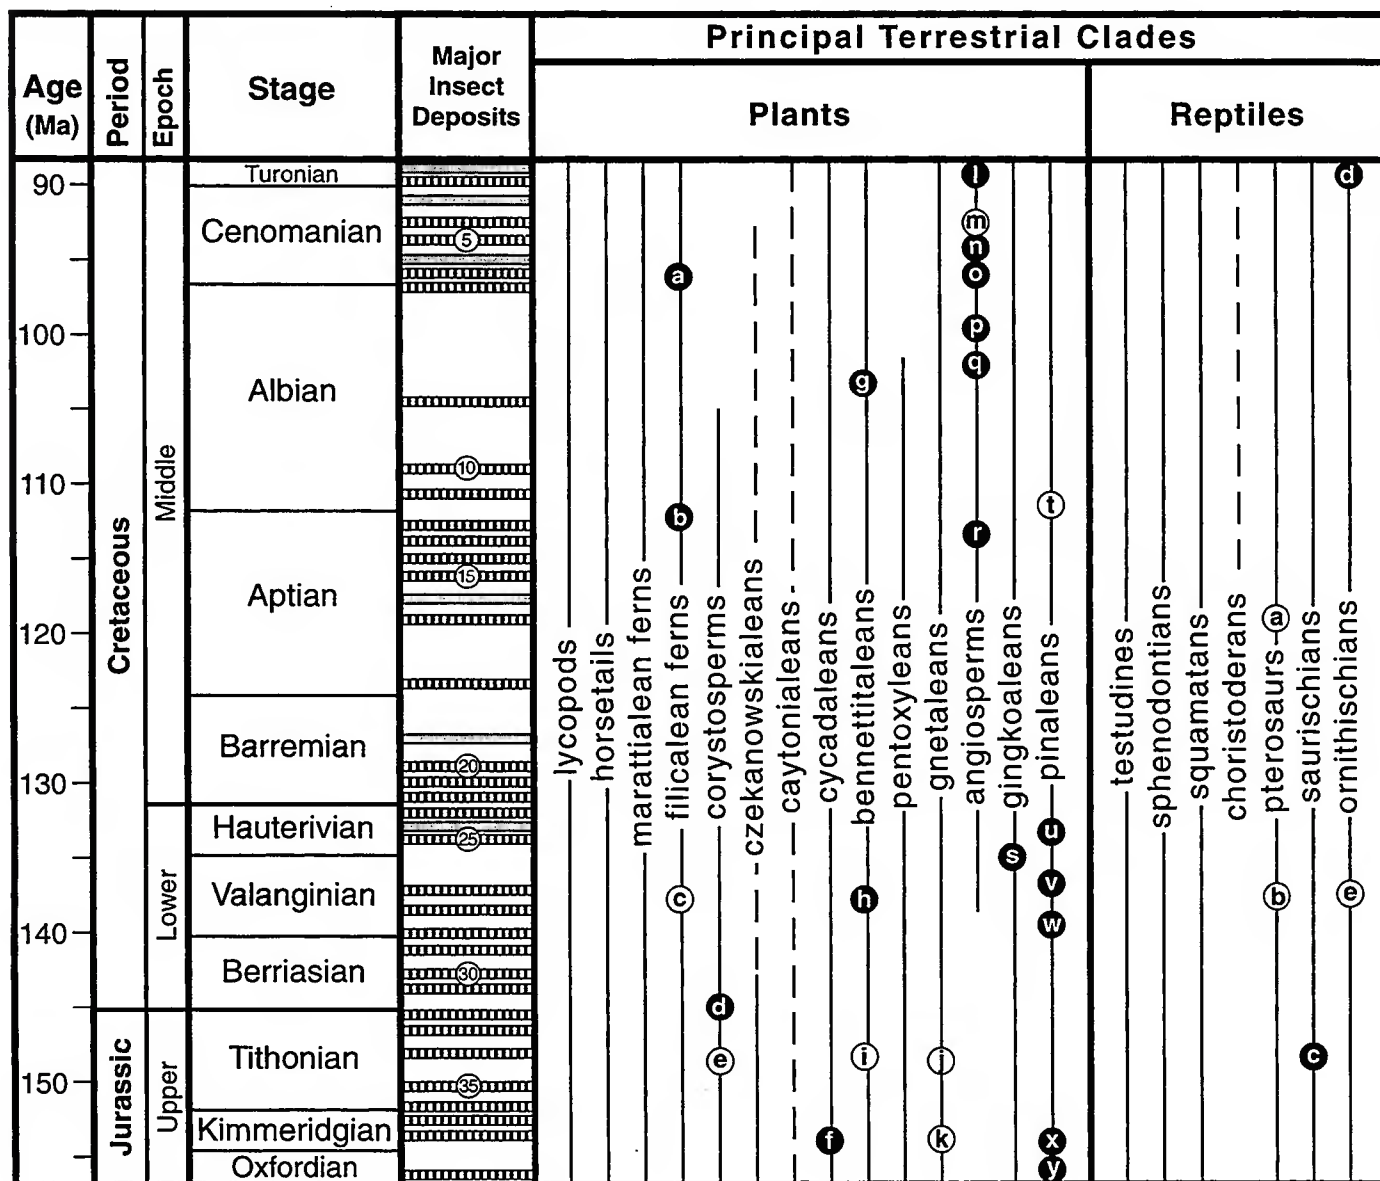 Age
(Ma)
Period
Epoch
Stage
Major
Insect
Deposits
Principal Terrestrial Clades
Plants
Reptiles
90
100
110
120
130
140
150
Cretaceous
Jurassic
Middle
Lower
Upper
Turonian
Cenomanian
Albian
Aptian
Barremian
Hauterivian
Valanginian
Berriasian
Tithonian
Kimmeridgian
Oxfordian
5
10
15
20
25
30
35
lycopods
horsetails
marattialean ferns
filicalean ferns
a
b
c
corystosperms
d
e
czekanowskialeans
caytonialeans
cycadaleans
f
bennettitaleans
g
h
i
pentoxyleans
gnetaleans
j
k
angiosperms
l
m
n
o
p
q
r
gingkoaleans
s
pinaleans
t
u
v
w
x
y
testudines
sphenodontians
squamatans
choristoderans
pterosaurs
a
b
saurischians
c
ornithischians
d
e